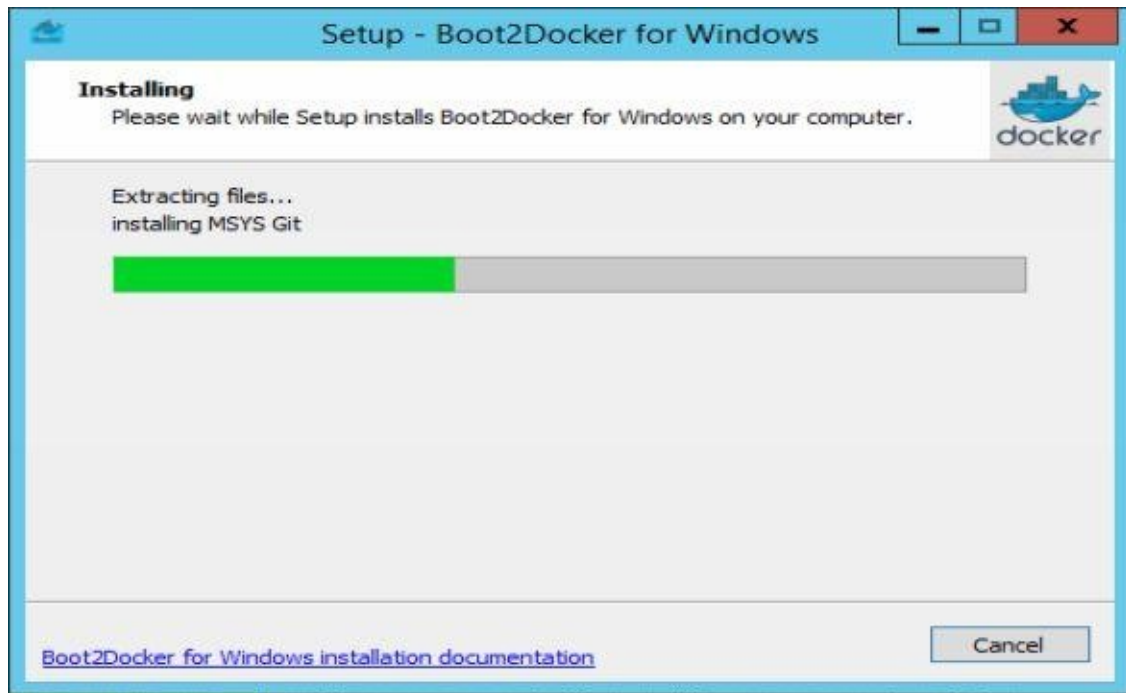 Setup - Boot2Docker for Windows
Installing
Please wait while Setup installs Boot2Docker for Windows on your computer.
docker
Extracting files...
installing MSYS Git
Boot2Docker for Windows installation documentation
Cancel